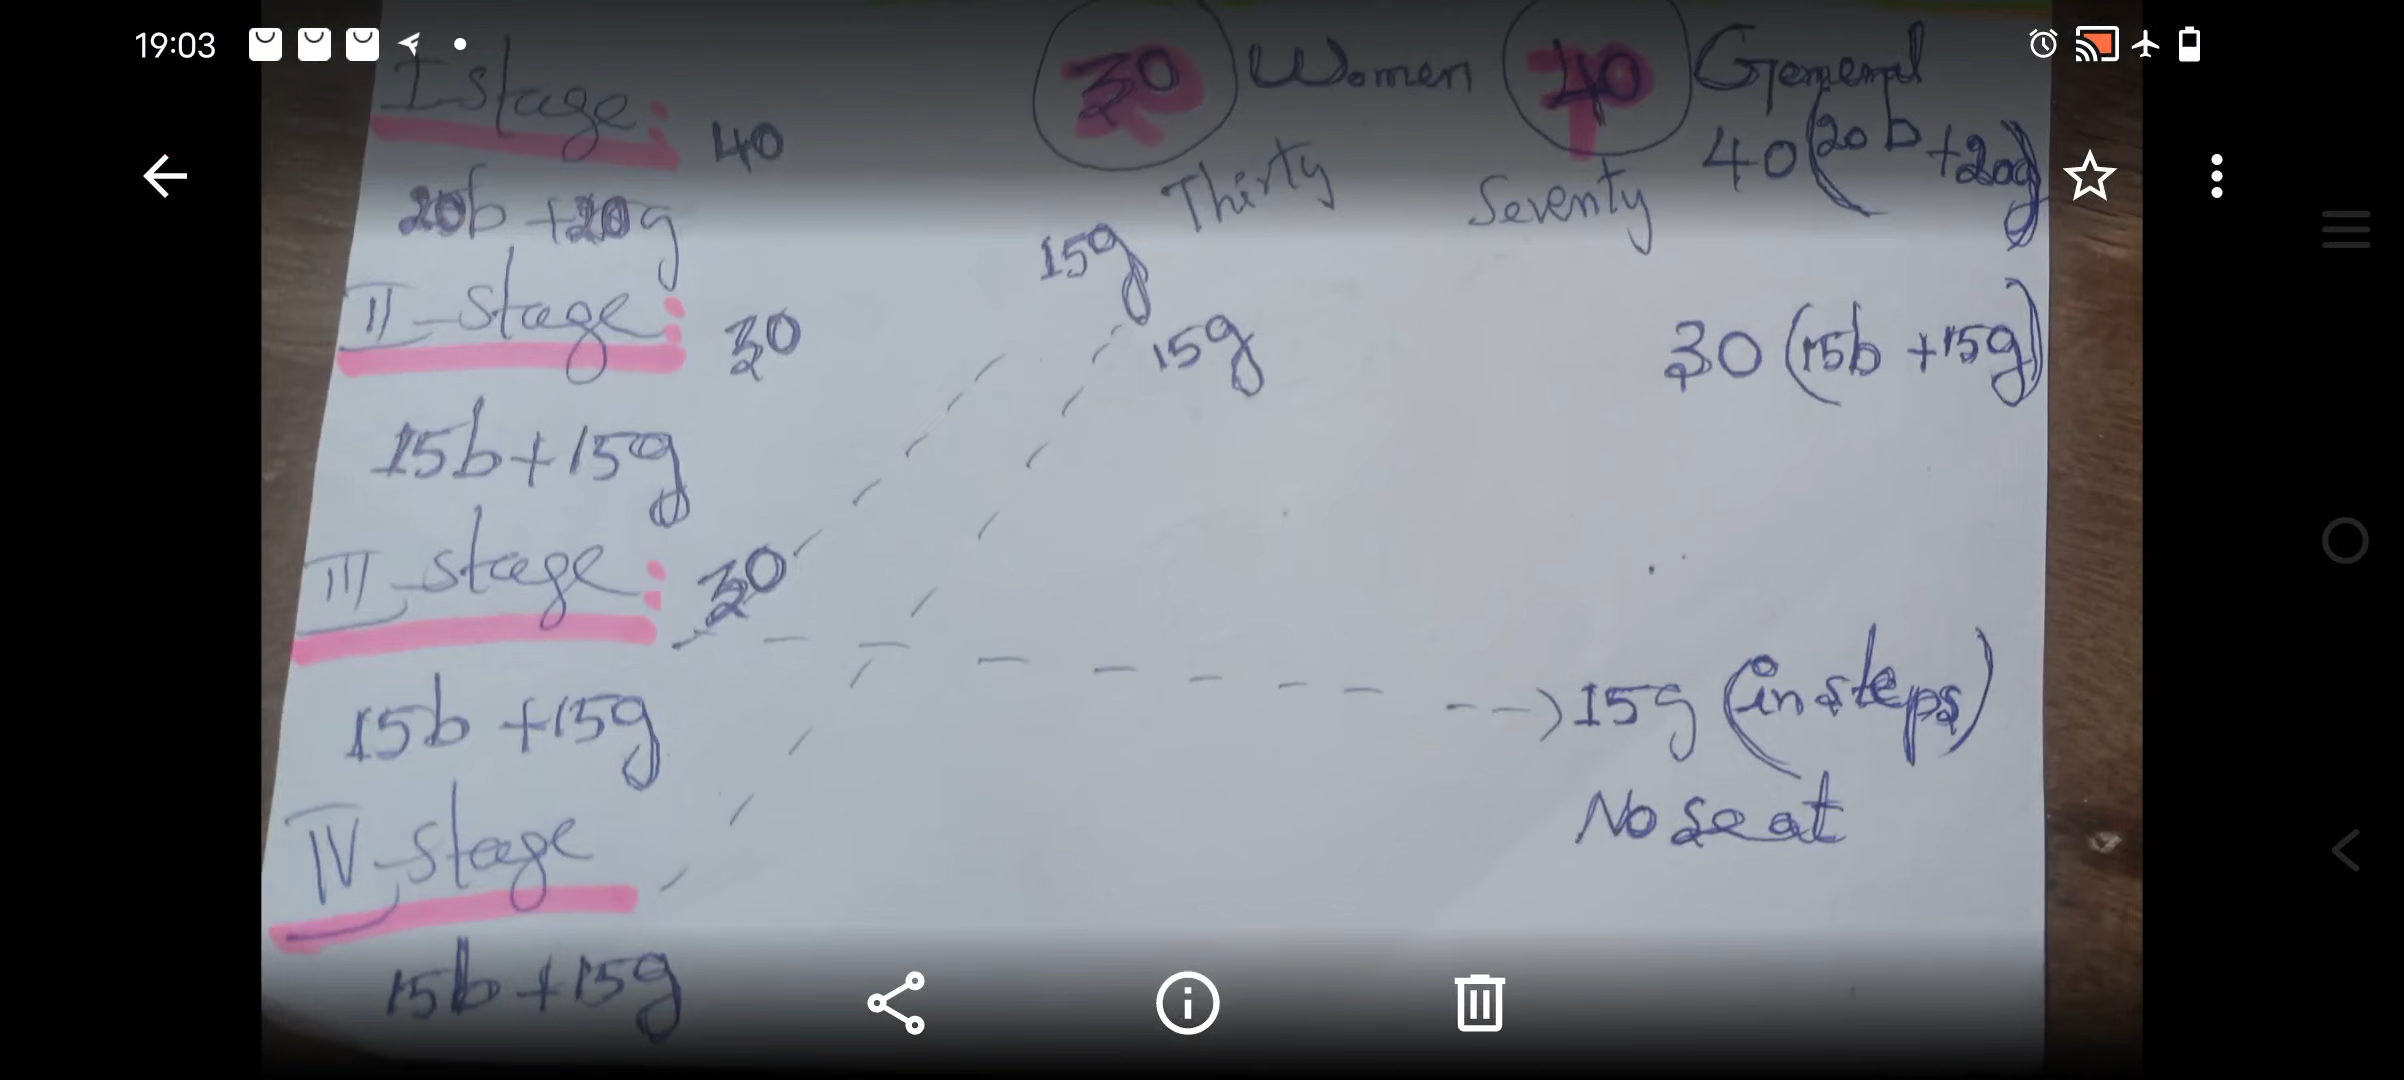 19:03
I stage:
40
30 Women
40 General
Thirty
Seventy
40 (20b +20g)
20b +20g
15g
II stage:
30
15g
30 (15b +15g)
15b+15g
III stage:
30
15b +15g
15g (in steps)
No seat
IV stage
15b +15g